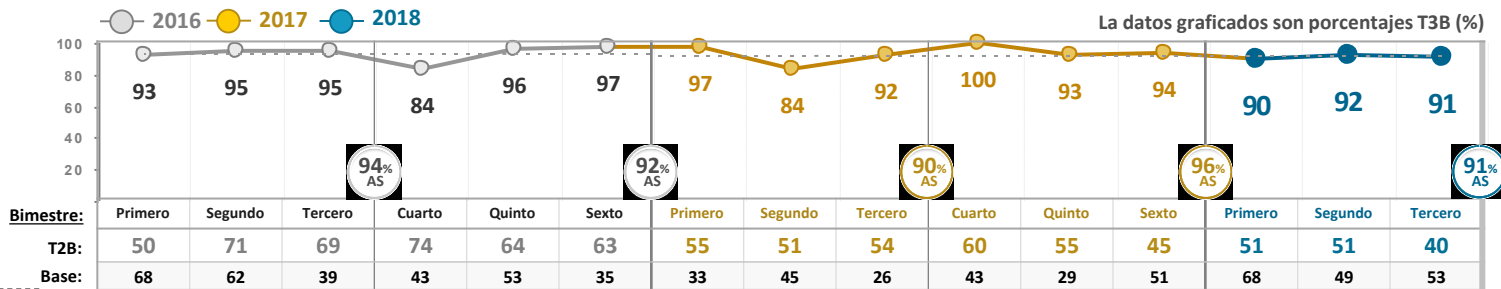 2016 2017 2018
La datos graficados son porcentajes T3B (%)
100
80
60
40
20
93 95 95 84 96 97 97 84 92 100 93 94 90 92 91
94% AS 92% AS 90% AS 96% AS 91% AS
Bimestre: Primero Segundo Tercero Cuarto Quinto Sexto Primero Segundo Tercero Cuarto Quinto Sexto Primero Segundo Tercero
T2B: 50 71 69 74 64 63 55 51 54 60 55 45 51 51 40
Base: 68 62 39 43 53 35 33 45 26 43 29 51 68 49 53